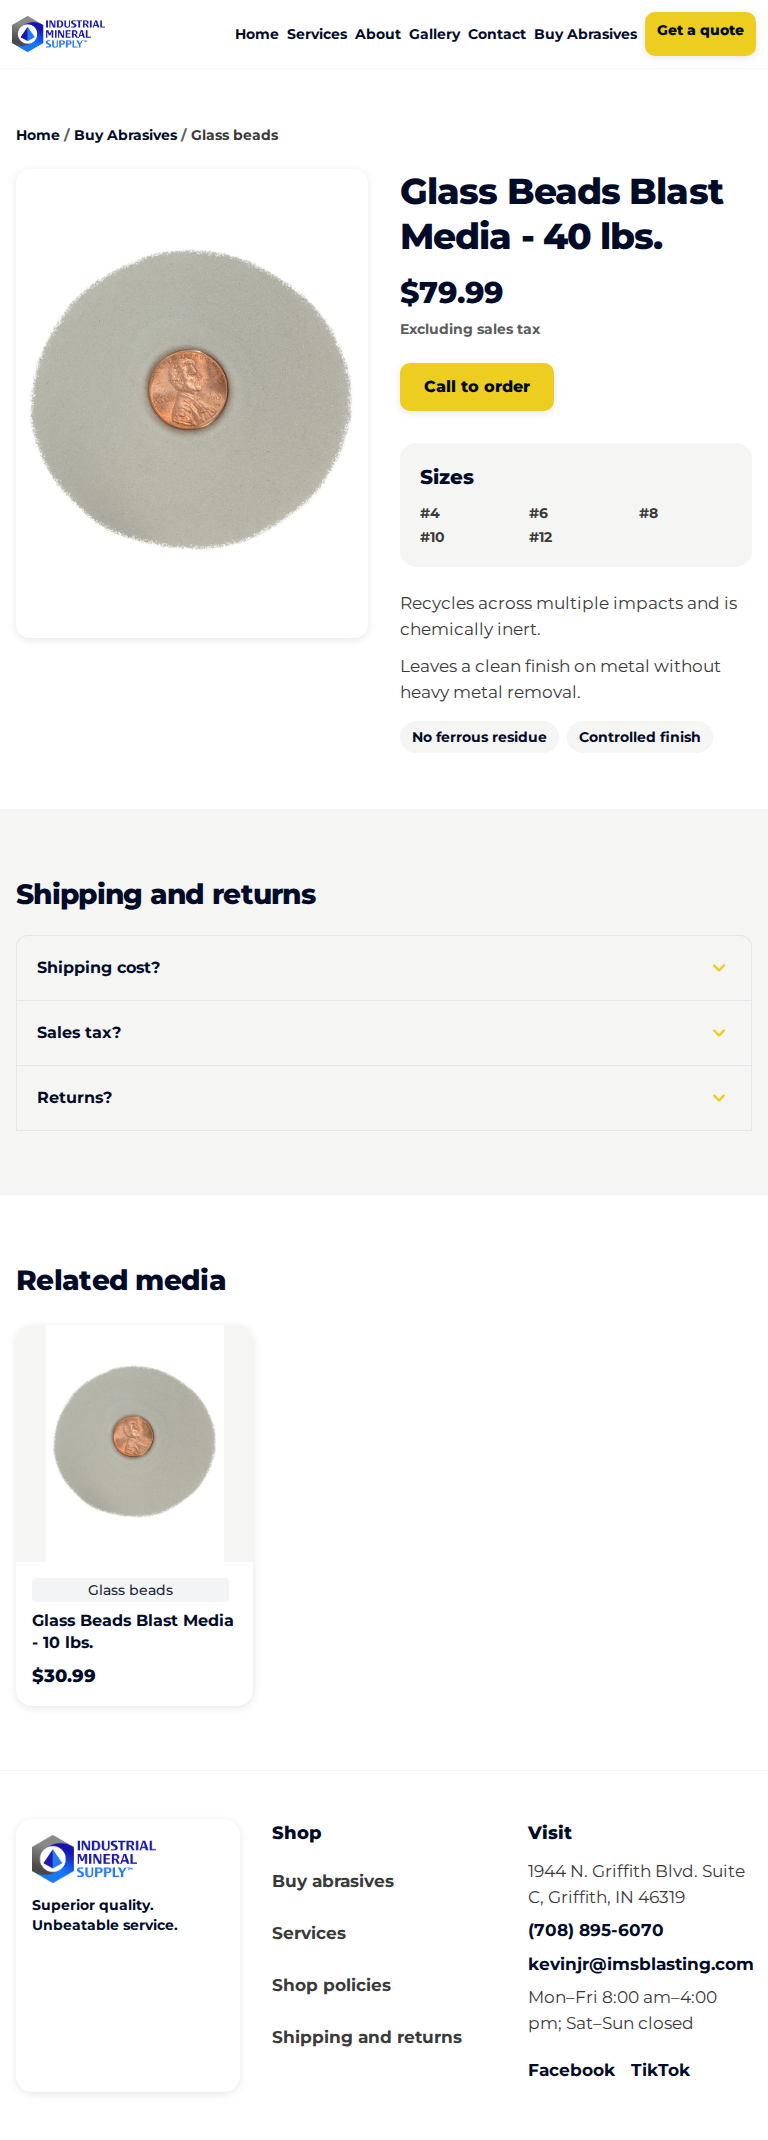 INDUSTRIAL
MINERAL
SUPPLY™
Home Services About Gallery Contact Buy Abrasives Get a quote
Home / Buy Abrasives / Glass beads
Glass Beads Blast
Media - 40 lbs.
$79.99
Excluding sales tax
Call to order
Sizes
#4 #6 #8
#10 #12
Recycles across multiple impacts and is
chemically inert.
Leaves a clean finish on metal without
heavy metal removal.
No ferrous residue Controlled finish
Shipping and returns
Shipping cost?
Sales tax?
Returns?
Related media
Glass beads
Glass Beads Blast Media
- 10 lbs.
$30.99
INDUSTRIAL
MINERAL
SUPPLY™
Superior quality.
Unbeatable service.
Shop
Buy abrasives
Services
Shop policies
Shipping and returns
Visit
1944 N. Griffith Blvd. Suite
C, Griffith, IN 46319
(708) 895-6070
kevinjr@imsblasting.com
Mon–Fri 8:00 am–4:00
pm; Sat–Sun closed
Facebook TikTok